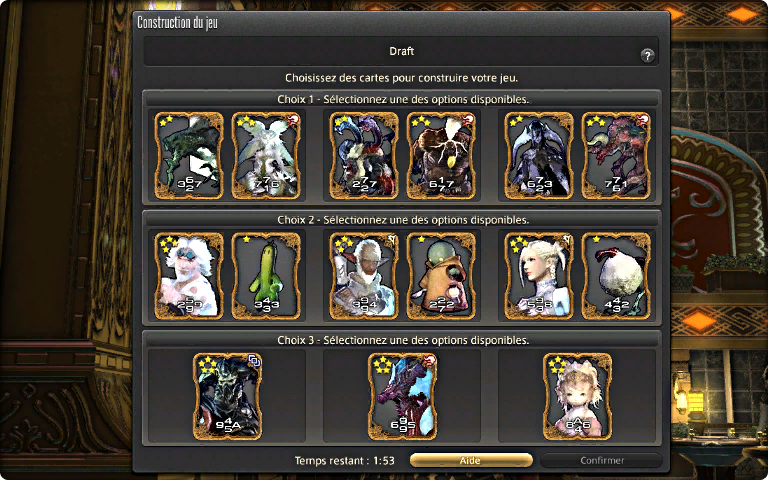 Construction du jeu
Draft
?
Choisissez des cartes pour construire votre jeu.
Choix 1 - Sélectionnez une des options disponibles.
Choix 2 - Sélectionnez une des options disponibles.
Choix 3 - Sélectionnez une des options disponibles.
Temps restant : 1:53 Aide Confirmer